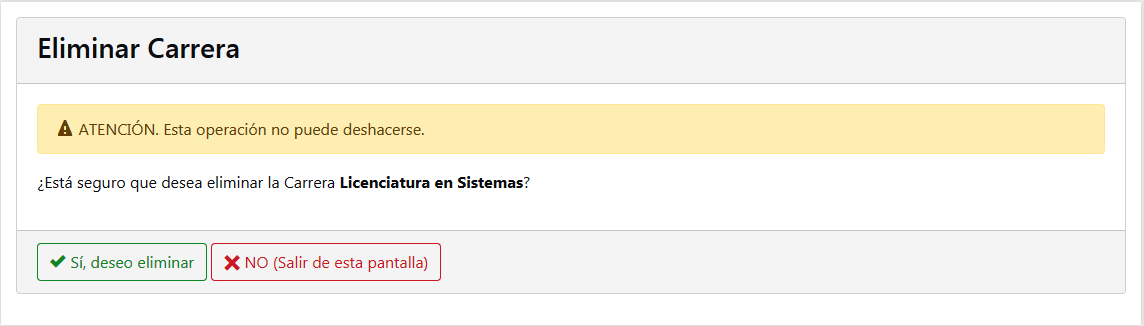 Eliminar Carrera
ATENCIÓN. Esta operación no puede deshacerse.
¿Está seguro que desea eliminar la Carrera Licenciatura en Sistemas?
Sí, deseo eliminar NO (Salir de esta pantalla)